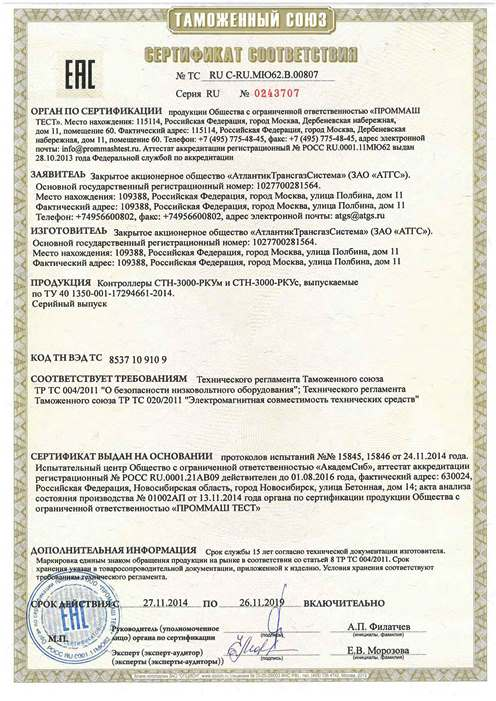 ТАМОЖЕННЫЙ СОЮЗ
СЕРТИФИКАТ СООТВЕТСТВИЯ
ЕАС
№ ТС RU C-RU.МЮ62.В.00807
Серия RU № 0243707
ОРГАН ПО СЕРТИФИКАЦИИ продукции Общества с ограниченной ответственностью «ПРОММАШ
ТЕСТ». Место нахождения: 115114, Российская Федерация, город Москва, Дербеневская набережная,
дом 11, помещение 60. Фактический адрес: 115114, Российская Федерация, город Москва, Дербеневская
набережная, дом 11, помещение 60. Телефон: +7 (495) 775-48-45, факс: +7 (495) 775-48-45, адрес электронной
почты: info@prommashtest.ru. Аттестат аккредитации регистрационный № РОСС RU.0001.11МЮ62 выдан
28.10.2013 года Федеральной службой по аккредитации
ЗАЯВИТЕЛЬ Закрытое акционерное общество «АтлантикТрансгазСистема» (ЗАО «АТГС»).
Основной государственный регистрационный номер: 1027700281564.
Место нахождения: 109388, Российская Федерация, город Москва, улица Полбина, дом 11
Фактический адрес: 109388, Российская Федерация, город Москва, улица Полбина, дом 11
Телефон: +74956600802, факс: +74956600802, адрес электронной почты: atgs@atgs.ru
ИЗГОТОВИТЕЛЬ Закрытое акционерное общество «АтлантикТрансгазСистема» (ЗАО «АТГС»).
Основной государственный регистрационный номер: 1027700281564.
Место нахождения: 109388, Российская Федерация, город Москва, улица Полбина, дом 11
Фактический адрес: 109388, Российская Федерация, город Москва, улица Полбина, дом 11
ПРОДУКЦИЯ Контроллеры СТН-3000-РКУм и СТН-3000-РКУс, выпускаемые
по ТУ 40 1350-001-17294661-2014.
Серийный выпуск
КОД ТН ВЭД ТС 8537 10 910 9
СООТВЕТСТВУЕТ ТРЕБОВАНИЯМ Технического регламента Таможенного союза
ТР ТС 004/2011 "О безопасности низковольтного оборудования"; Технического регламента
Таможенного союза ТР ТС 020/2011 "Электромагнитная совместимость технических средств"
СЕРТИФИКАТ ВЫДАН НА ОСНОВАНИИ протоколов испытаний №№ 15845, 15846 от 24.11.2014 года.
Испытательный центр Общество с ограниченной ответственностью «АкадемСиб», аттестат аккредитации
регистрационный № РОСС RU.0001.21АВ09 действителен до 01.08.2016 года, фактический адрес: 630024,
Российская Федерация, Новосибирская область, город Новосибирск, улица Бетонная, дом 14; акта анализа
состояния производства № 01002АП от 13.11.2014 года органа по сертификации продукции Общества с
ограниченной ответственностью «ПРОММАШ ТЕСТ»
ДОПОЛНИТЕЛЬНАЯ ИНФОРМАЦИЯ Срок службы 15 лет согласно технической документации изготовителя.
Маркировка единым знаком обращения продукции на рынке в соответствии со статьей 8 ТР ТС 004/2011. Срок
хранения указан в товаросопроводительной документации, приложенной к изделию. Условия хранения соответствуют
требованиям технического регламента.
СРОК ДЕЙСТВИЯ С 27.11.2014 ПО 26.11.2019 ВКЛЮЧИТЕЛЬНО
ЕАС
М.П.
Руководитель (уполномоченное
лицо) органа по сертификации
(подпись)
А.П. Филатчев
(инициалы, фамилия)
Эксперт (эксперт-аудитор)
(эксперты (эксперты-аудиторы))
(подпись)
Е.В. Морозова
(инициалы, фамилия)